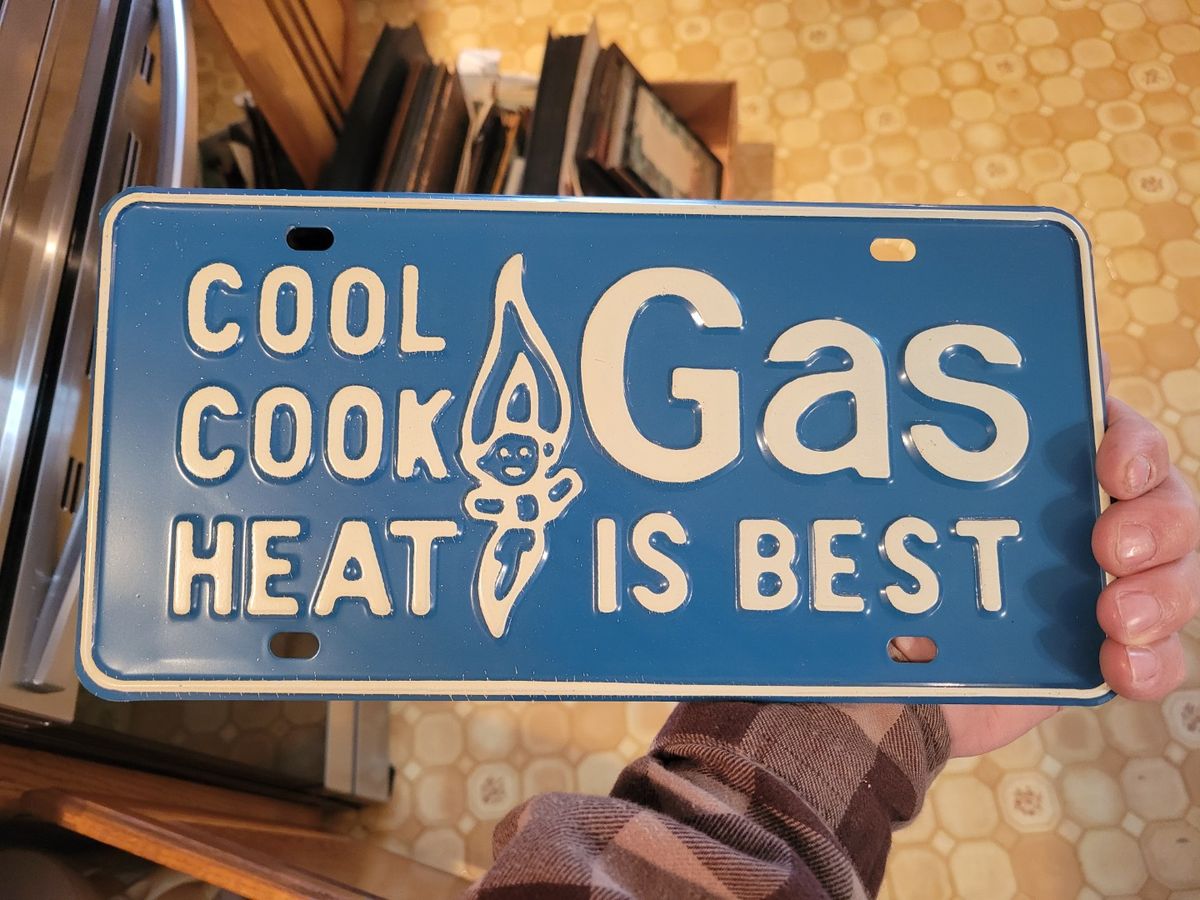 COOL
COOK Gas
HEAT IS BEST